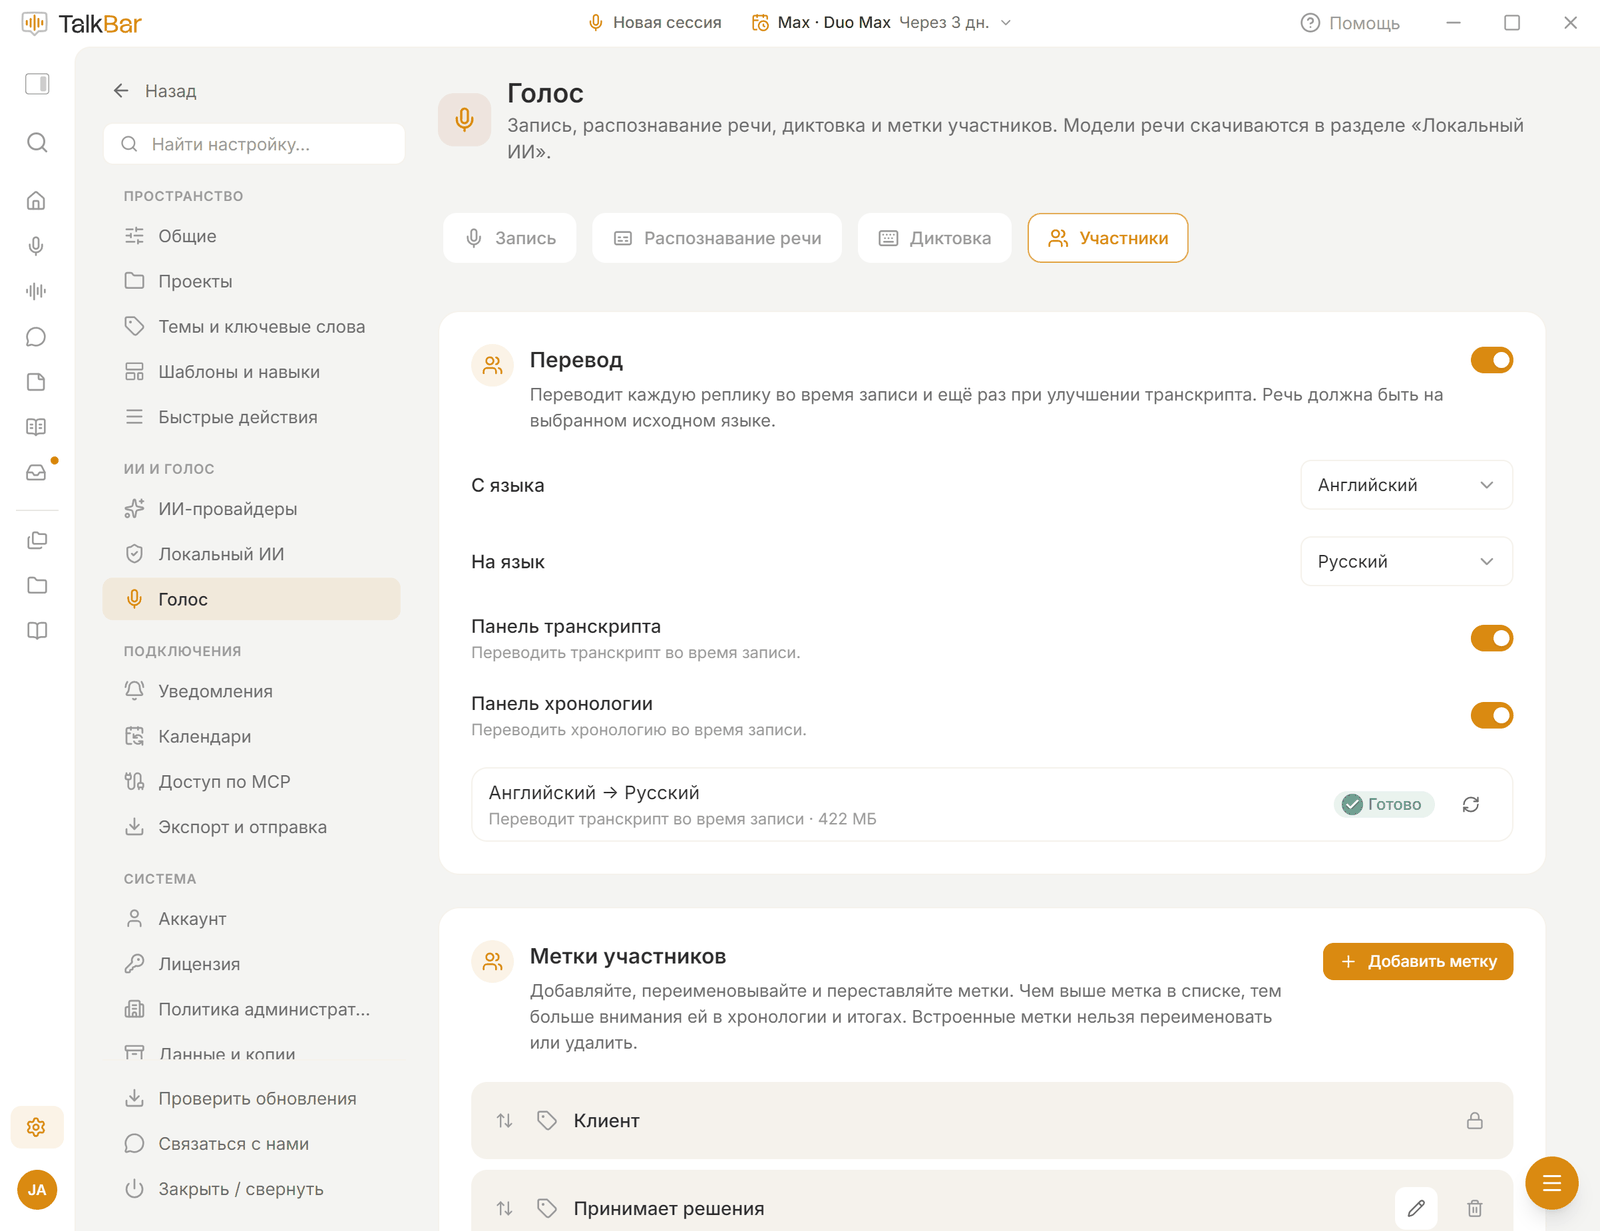 TalkBar
Новая сессия
Max · Duo Max Через 3 дн.
Помощь
Назад
Найти настройку...
ПРОСТРАНСТВО
Общие
Проекты
Темы и ключевые слова
Шаблоны и навыки
Быстрые действия
ИИ И ГОЛОС
ИИ-провайдеры
Локальный ИИ
Голос
ПОДКЛЮЧЕНИЯ
Уведомления
Календари
Доступ по MCP
Экспорт и отправка
СИСТЕМА
Аккаунт
Лицензия
Политика администрат...
Данные и копии
Проверить обновления
Связаться с нами
Закрыть / свернуть
JA
Голос
Запись, распознавание речи, диктовка и метки участников. Модели речи скачиваются в разделе «Локальный
ИИ».
Запись
Распознавание речи
Диктовка
Участники
Перевод
Переводит каждую реплику во время записи и ещё раз при улучшении транскрипта. Речь должна быть на
выбранном исходном языке.
С языка
Английский
На язык
Русский
Панель транскрипта
Переводить транскрипт во время записи.
Панель хронологии
Переводить хронологию во время записи.
Английский → Русский
Переводит транскрипт во время записи · 422 МБ
Готово
Метки участников
Добавляйте, переименовывайте и переставляйте метки. Чем выше метка в списке, тем
больше внимания ей в хронологии и итогах. Встроенные метки нельзя переименовать
или удалить.
Добавить метку
Клиент
Принимает решения